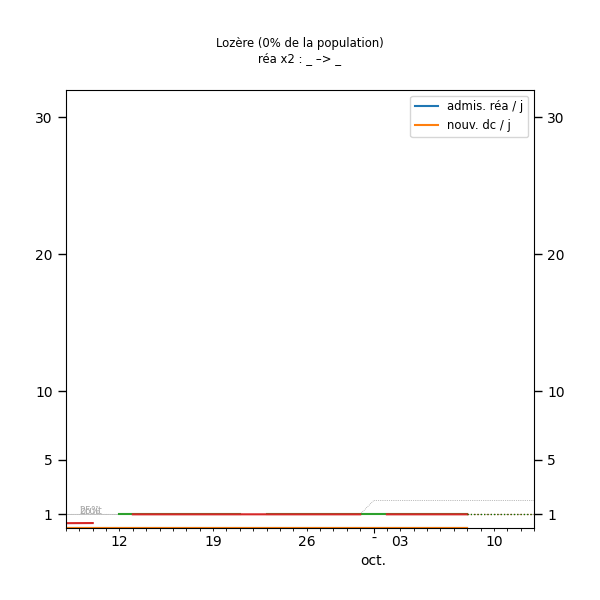 Lozère (0% de la population)
réa x2 : _ –> _
admis. réa / j
nouv. dc / j
30 30
20 20
10 10
5 5
1 1
12 19 26 - 03 10
oct.